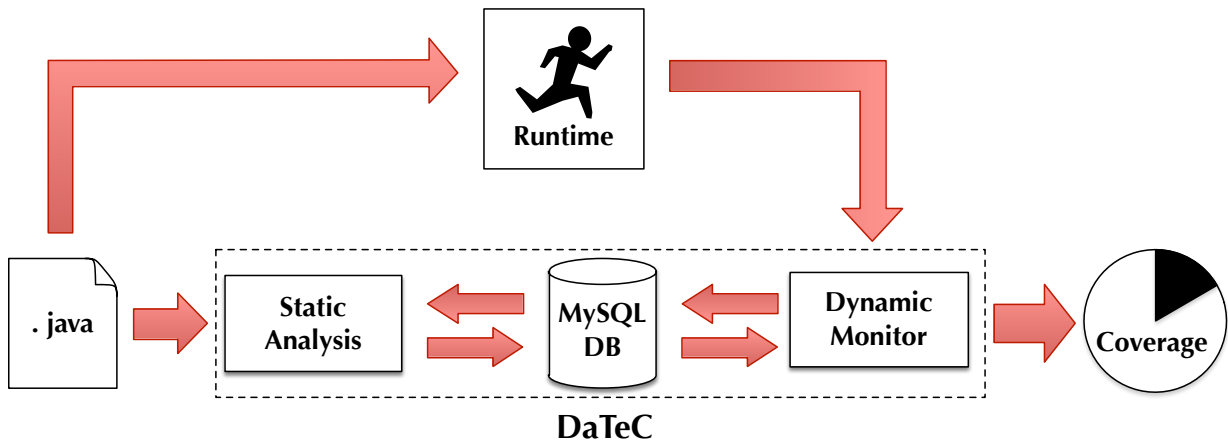 Runtime
. java
Static
Analysis
MySQL
DB
Dynamic
Monitor
Coverage
DaTeC